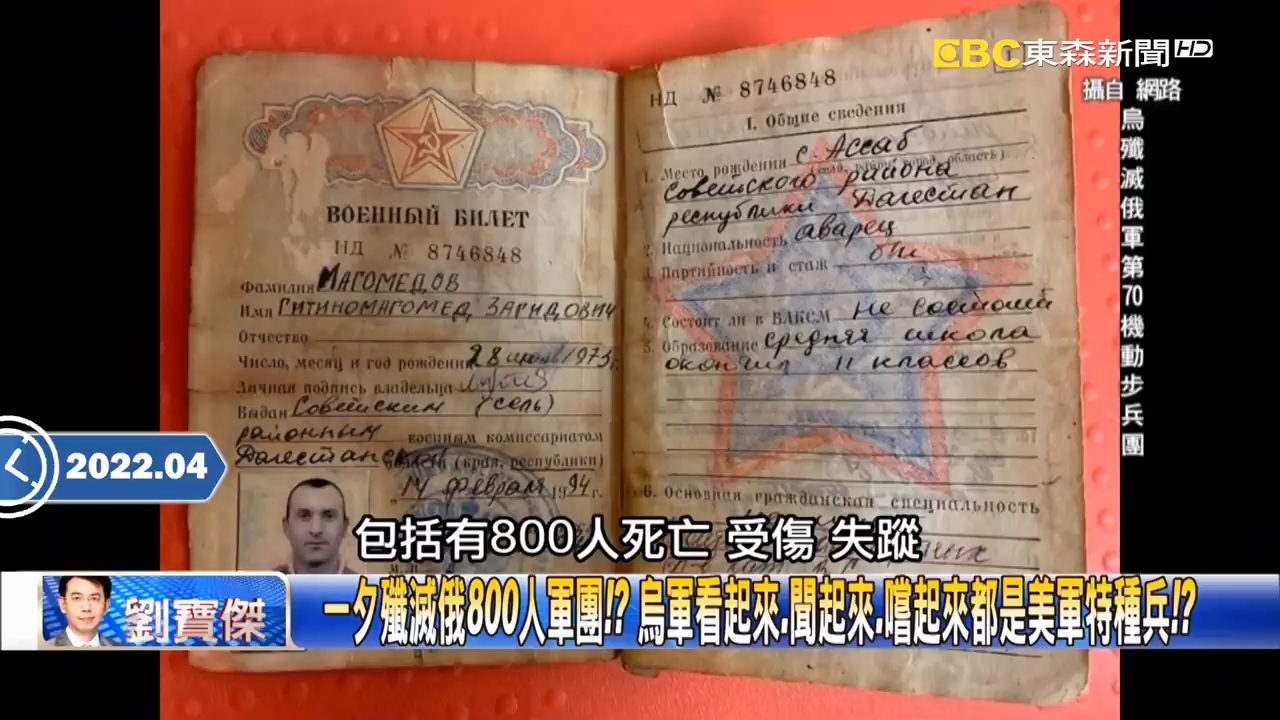 EBC東森新聞HD
攝自 網路
烏殲滅俄軍第70機動步兵團
ВОЕННЫЙ БИЛЕТ
НД № 8746848
Фамилия МАГОМЕДОВ
Имя ГИТИНОМАГОМЕД ЗАРИДОВИЧ
Отчество
Число, месяц и год рождения 28 1973г.
Личная подпись владельца
Выдан Советским (сель)
районным военным комиссариатом
Дагестанской области (края, республики)
„14 февраля 1994 г.
НД № 8746848
I. Общие сведения
1. Место рождения с. Ассаб
(село, район, город, область)
Советского района
республики Дагестан
2. Национальность аварец
3. Партийность и стаж б/п
4. Состоит ли в ВЛКСМ не состоит
5. Образование средняя школа
окончил 11 классов
6. Основная гражданская специальность
2022.04
包括有800人死亡 受傷 失蹤
劉寶傑
一夕殲滅俄800人軍團!? 烏軍看起來.聞起來.嚐起來都是美軍特種兵!?